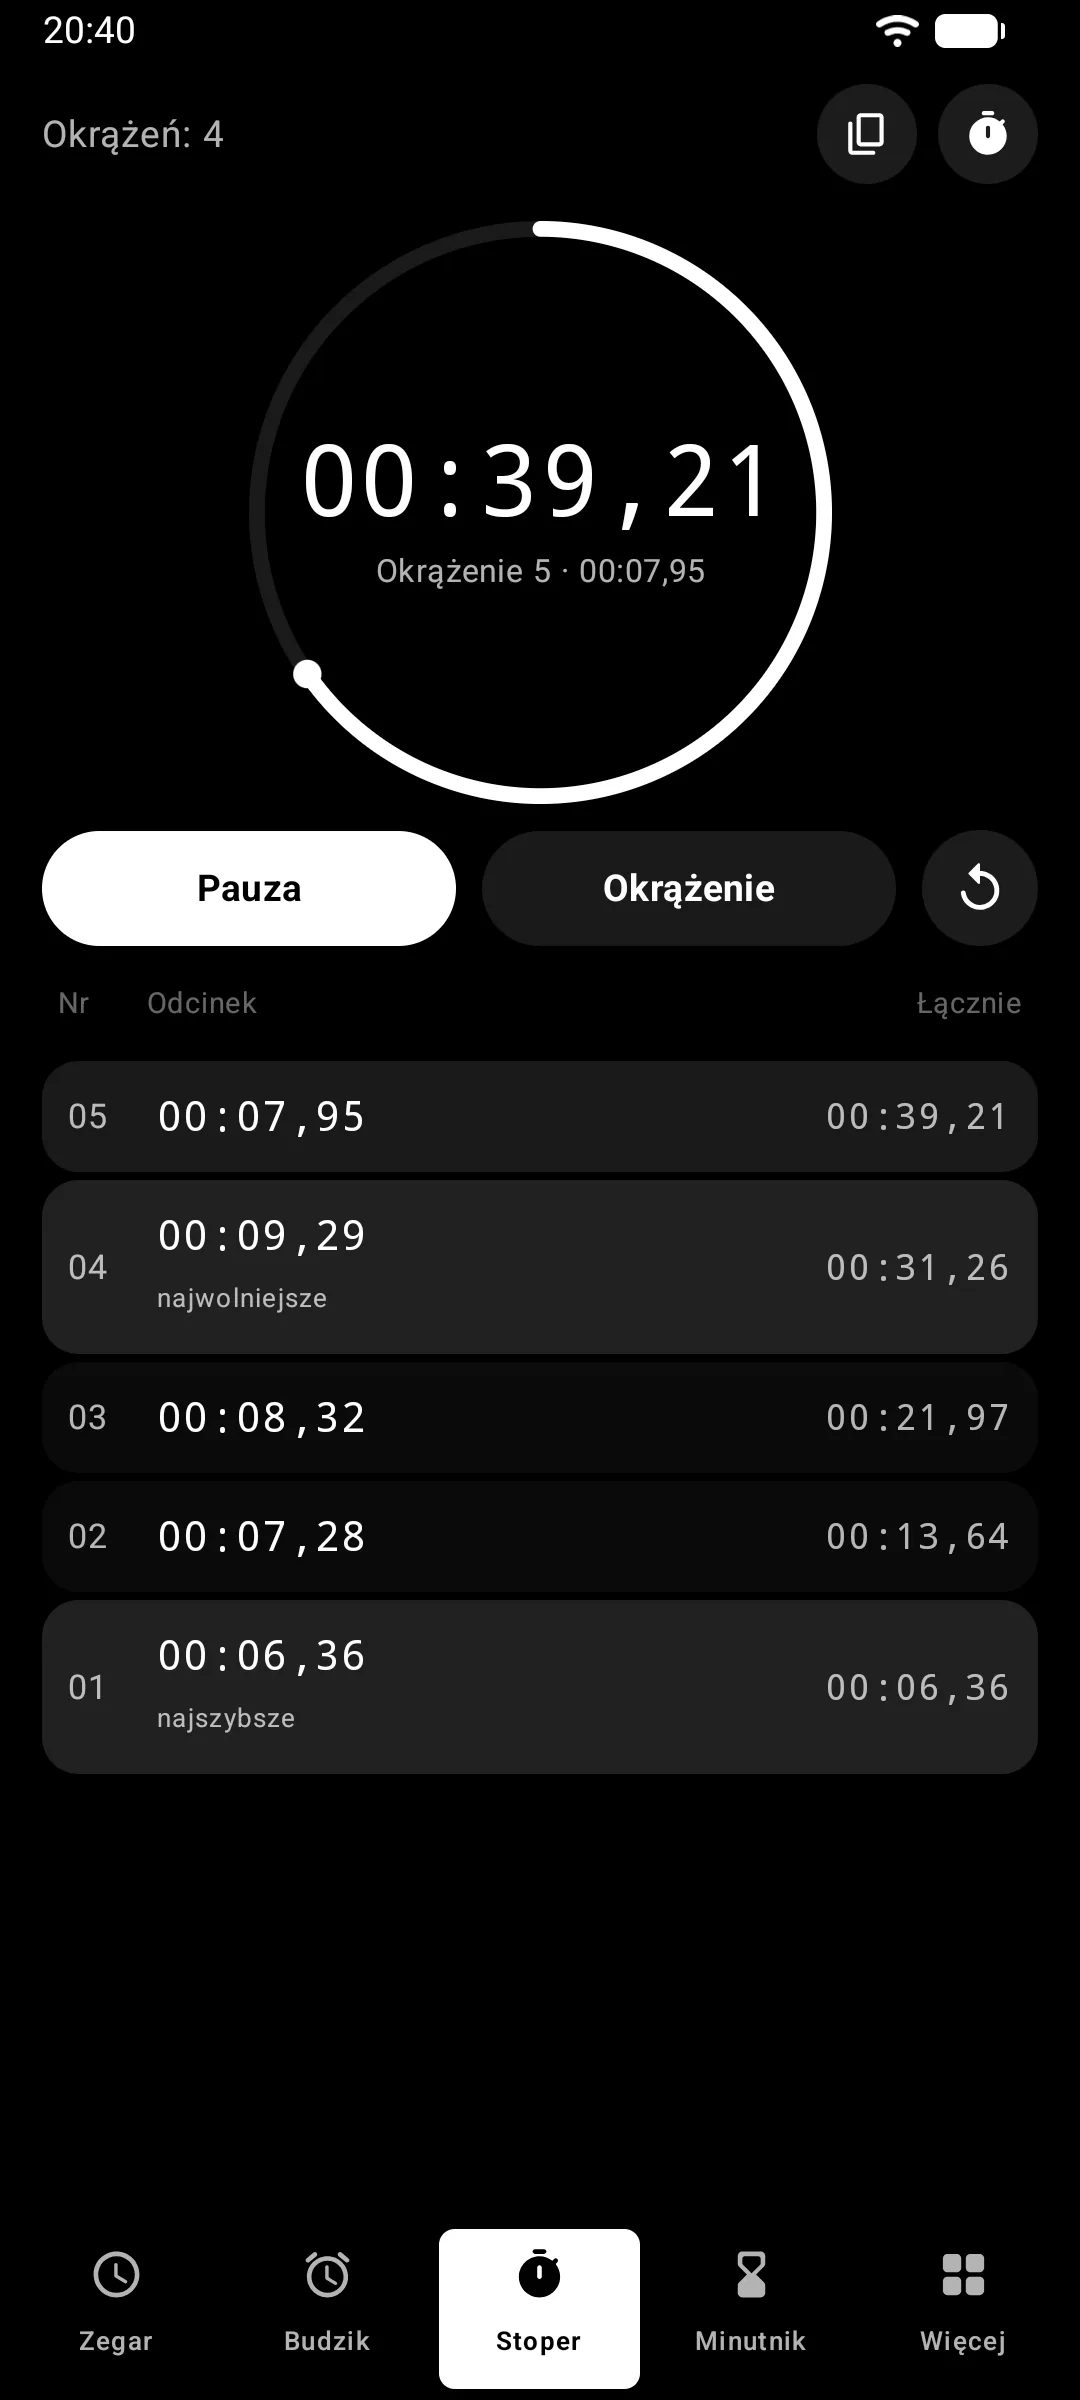 20:40
Okrążeń: 4
00:39,21
Okrążenie 5 · 00:07,95
Pauza
Okrążenie
Nr Odcinek Łącznie
05 00:07,95 00:39,21
04 00:09,29 00:31,26
najwolniejsze
03 00:08,32 00:21,97
02 00:07,28 00:13,64
01 00:06,36 00:06,36
najszybsze
Zegar Budzik Stoper Minutnik Więcej